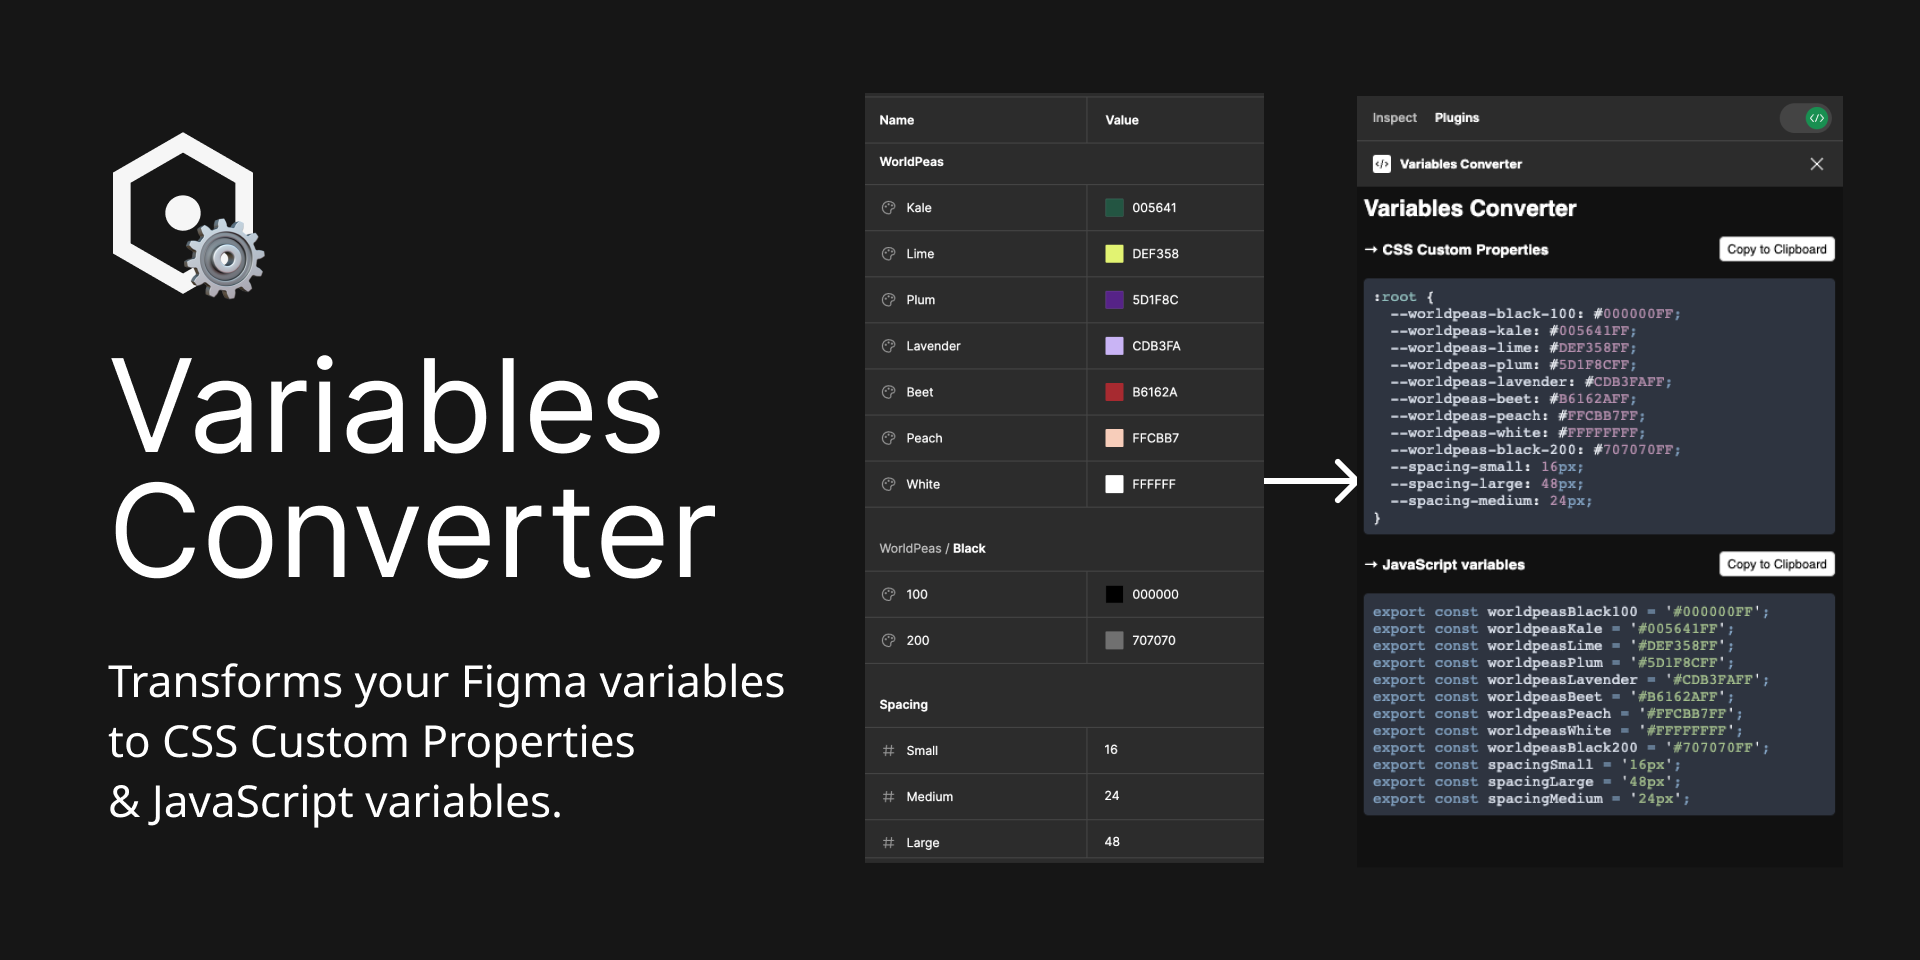 Variables
Converter
Transforms your Figma variables
to CSS Custom Properties
& JavaScript variables.
Name Value
WorldPeas
Kale 005641
Lime DEF358
Plum 5D1F8C
Lavender CDB3FA
Beet B6162A
Peach FFCBB7
White FFFFFF
WorldPeas / Black
100 000000
200 707070
Spacing
# Small 16
# Medium 24
# Large 48
Inspect Plugins </>
</> Variables Converter
Variables Converter
→ CSS Custom Properties Copy to Clipboard
:root {
--worldpeas-black-100: #000000FF;
--worldpeas-kale: #005641FF;
--worldpeas-lime: #DEF358FF;
--worldpeas-plum: #5D1F8CFF;
--worldpeas-lavender: #CDB3FAFF;
--worldpeas-beet: #B6162AFF;
--worldpeas-peach: #FFCBB7FF;
--worldpeas-white: #FFFFFFFF;
--worldpeas-black-200: #707070FF;
--spacing-small: 16px;
--spacing-large: 48px;
--spacing-medium: 24px;
}
→ JavaScript variables Copy to Clipboard
export const worldpeasBlack100 = '#000000FF';
export const worldpeasKale = '#005641FF';
export const worldpeasLime = '#DEF358FF';
export const worldpeasPlum = '#5D1F8CFF';
export const worldpeasLavender = '#CDB3FAFF';
export const worldpeasBeet = '#B6162AFF';
export const worldpeasPeach = '#FFCBB7FF';
export const worldpeasWhite = '#FFFFFFFF';
export const worldpeasBlack200 = '#707070FF';
export const spacingSmall = '16px';
export const spacingLarge = '48px';
export const spacingMedium = '24px';